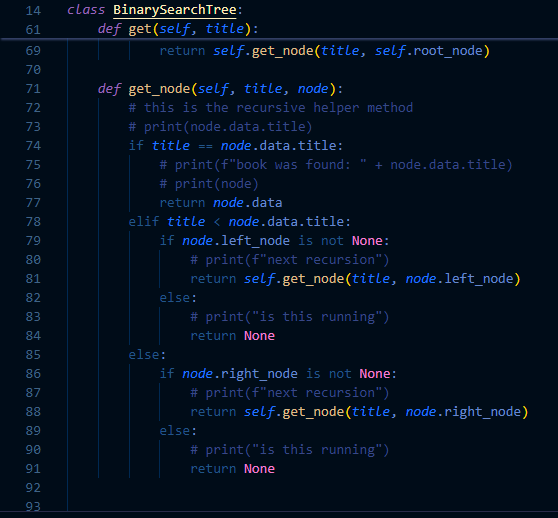 14 class BinarySearchTree:
61     def get(self, title):
69             return self.get_node(title, self.root_node)
70
71     def get_node(self, title, node):
72         # this is the recursive helper method
73         # print(node.data.title)
74         if title == node.data.title:
75             # print(f"book was found: " + node.data.title)
76             # print(node)
77             return node.data
78         elif title < node.data.title:
79             if node.left_node is not None:
80                 # print(f"next recursion")
81                 return self.get_node(title, node.left_node)
82             else:
83                 # print("is this running")
84                 return None
85         else:
86             if node.right_node is not None:
87                 # print(f"next recursion")
88                 return self.get_node(title, node.right_node)
89             else:
90                 # print("is this running")
91                 return None
92
93